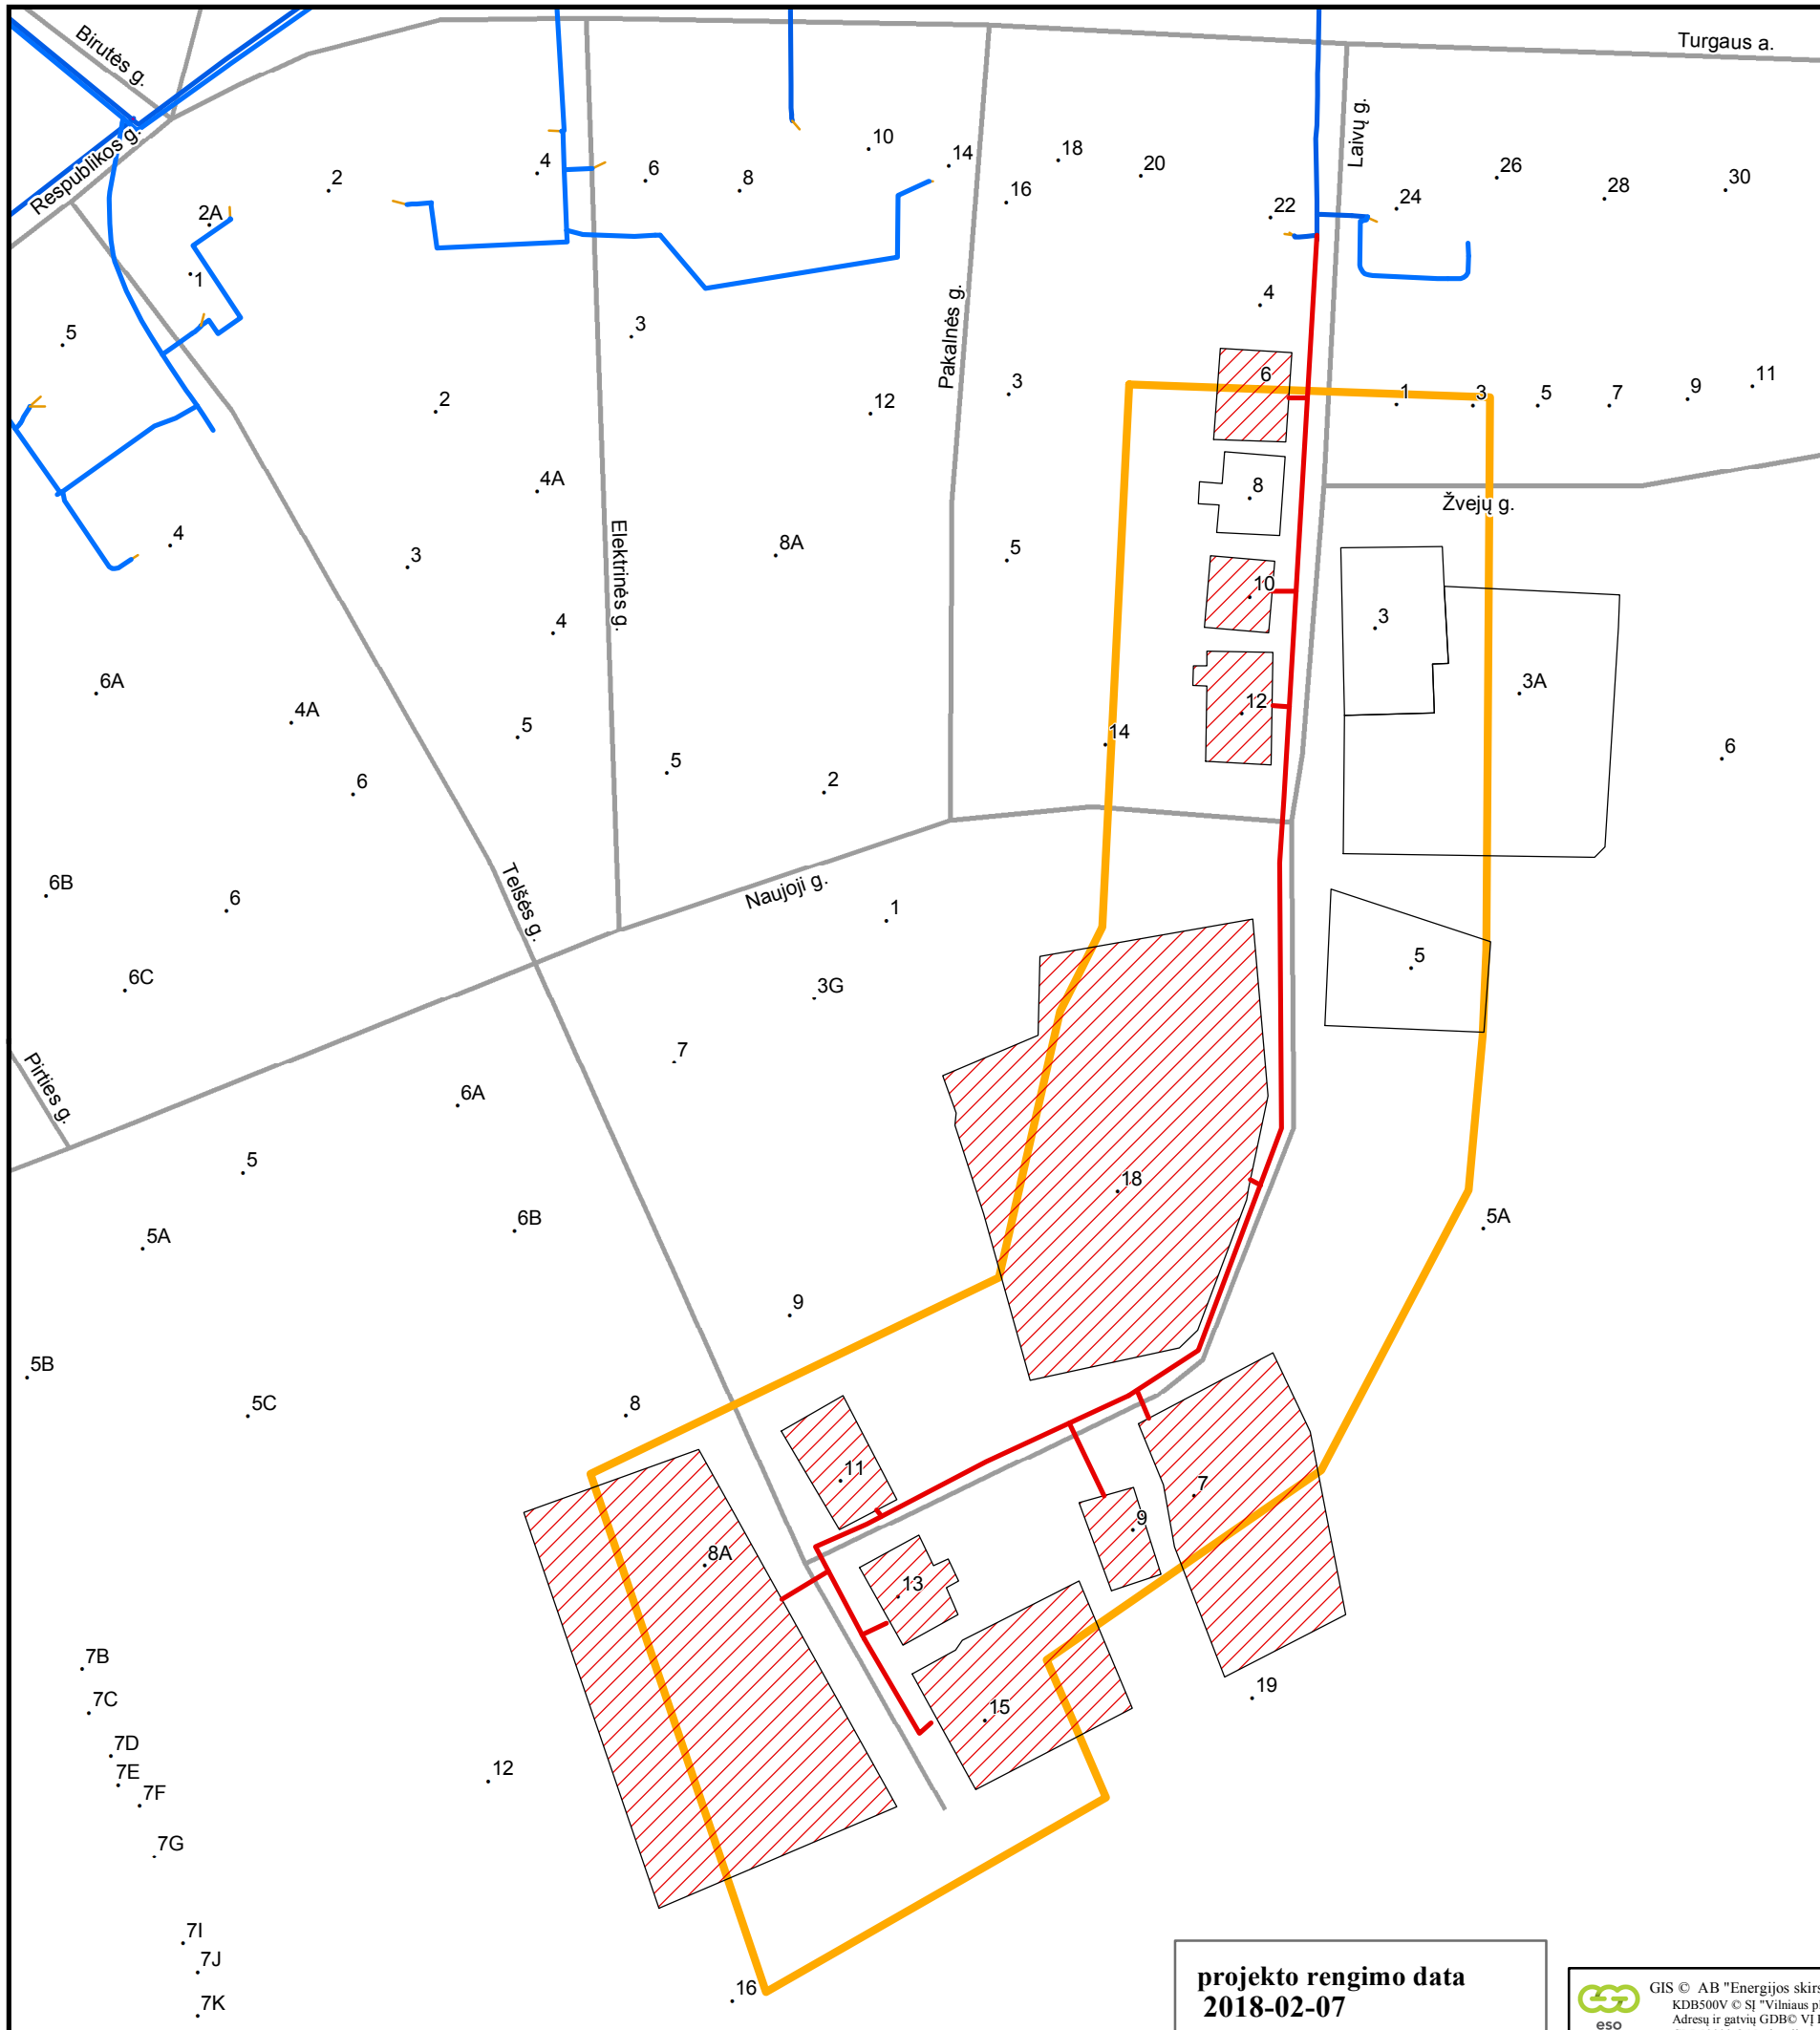 Birutės g.
Turgaus a.
Respublikos g.
Laivų g.
2
4
6
8
10
14
18
20
16
22
24
26
28
30
2A
1
5
4
3
Pakalnės g.
2
12
3
6
1
3
5
7
9
11
4A
8
Žvejų g.
4
3
Elektrinės g.
8A
5
10
4
3
6A
4A
5
12
3A
14
6
5
6
2
6B
6
Telšės g.
Naujoji g.
1
5
6C
3G
Pirties g.
7
6A
5
18
5A
6B
5A
9
5B
5C
8
11
7
9
8A
13
7B
7C
19
15
7D
7E
7F
12
7G
7I
7J
7K
16
projekto rengimo data
2018-02-07
eso
GIS © AB "Energijos skirs
KDB500V © SĮ "Vilniaus p
Adresų ir gatvių GDB© VĮ